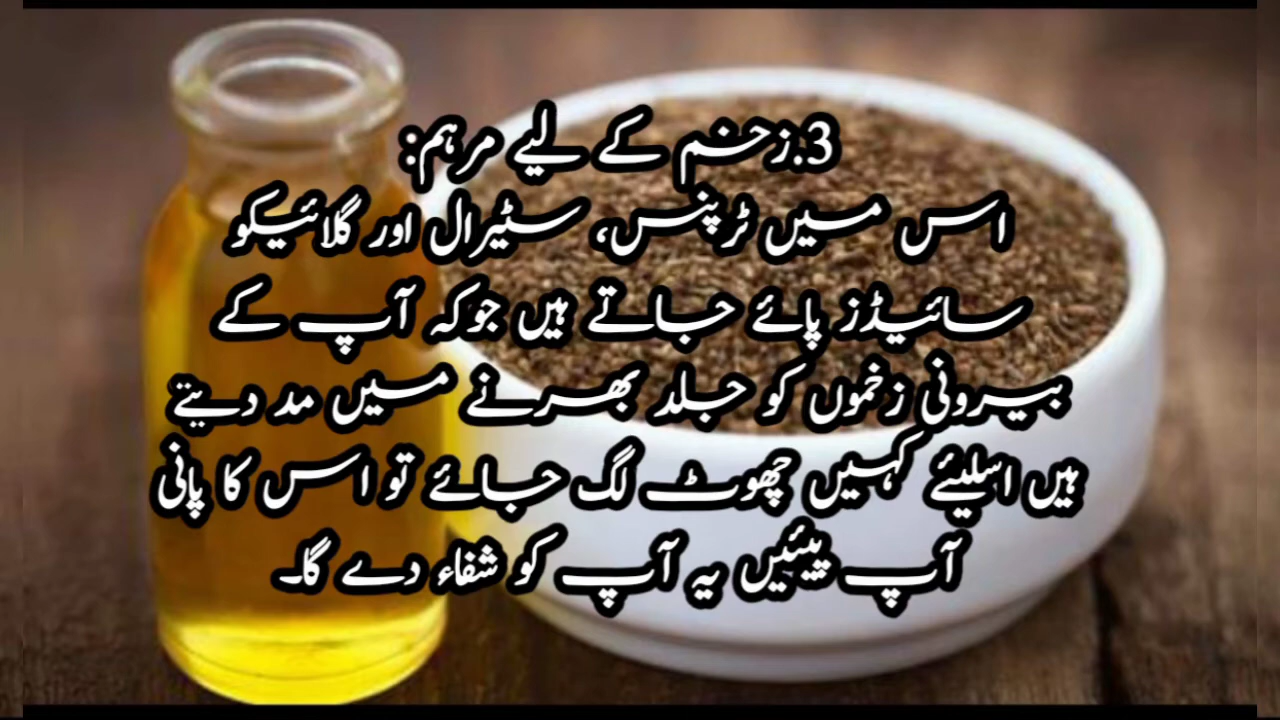 3.زخم کے لیے مرہم:
اس میں ٹرپنس، سٹیرال اور گلائیکو
سائیڈز پائے جاتے ہیں جوکہ آپ کے
بیرونی زخموں کو جلد بھرنے میں مد دیتے
ہیں اسلیئے کہیں چھوٹ لگ جائے تو اس کا پانی
آپ پیئیں یہ آپ کو شفاء دے گا۔